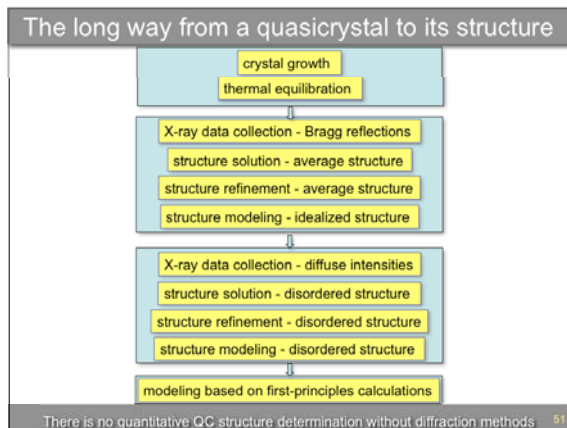 The long way from a quasicrystal to its structure
crystal growth
thermal equilibration
X-ray data collection - Bragg reflections
structure solution - average structure
structure refinement - average structure
structure modeling - idealized structure
X-ray data collection - diffuse intensities
structure solution - disordered structure
structure refinement - disordered structure
structure modeling - disordered structure
modeling based on first-principles calculations
There is no quantitative QC structure determination without diffraction methods 51